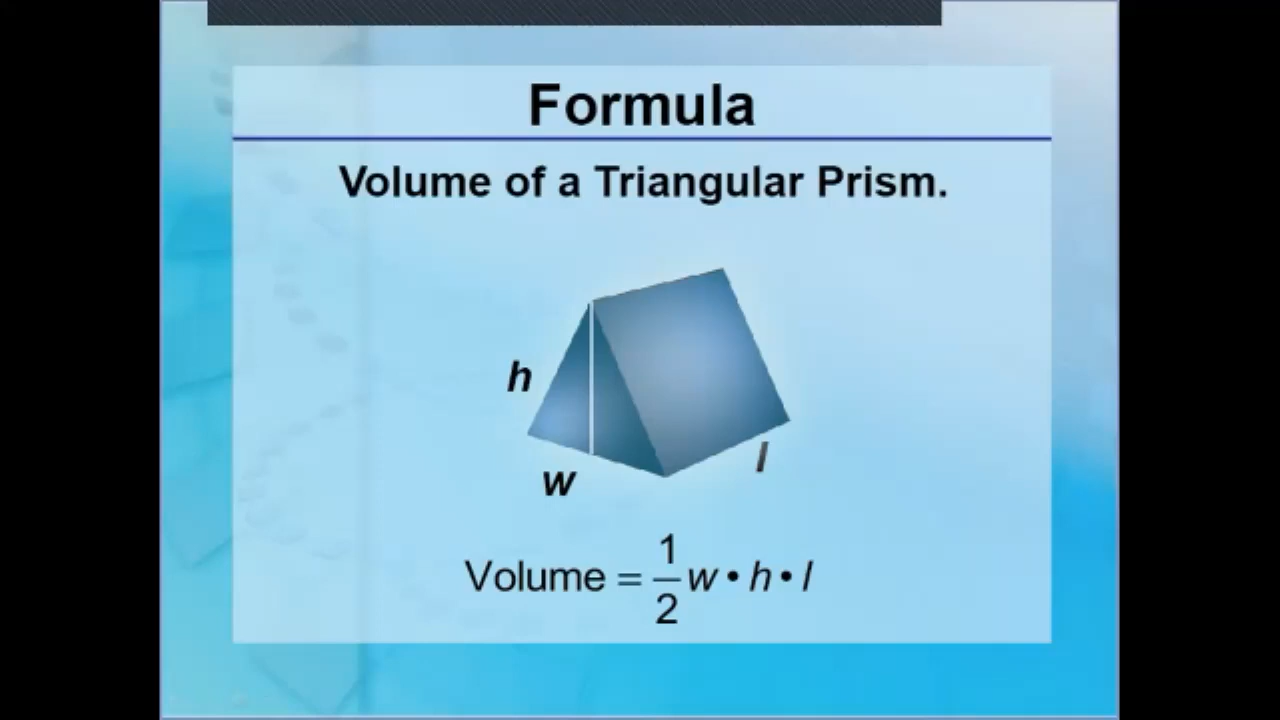 Formula
Volume of a Triangular Prism.
h
w
l
Volume = 1/2 w • h • l